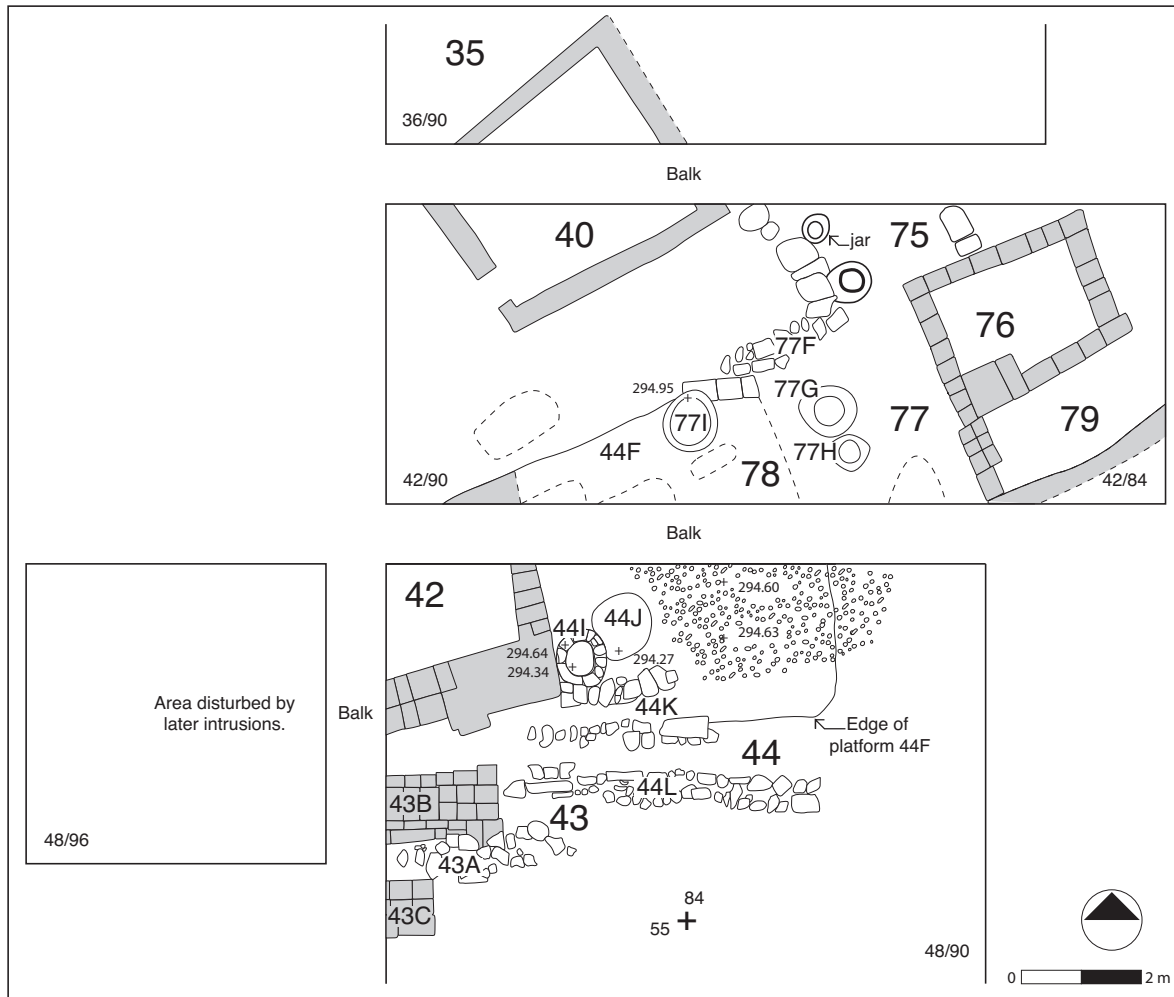 35
36/90
Balk
40
75
jar
76
77F
294.95
77G
77I
77
79
44F
77H
78
42/90
42/84
Balk
42
294.60
44J
44I
294.63
294.64
294.27
294.34
44K
Area disturbed by
later intrusions.
Balk
Edge of
platform 44F
44
44L
43B
43
48/96
43A
43C
84
55
48/90
0
2 m